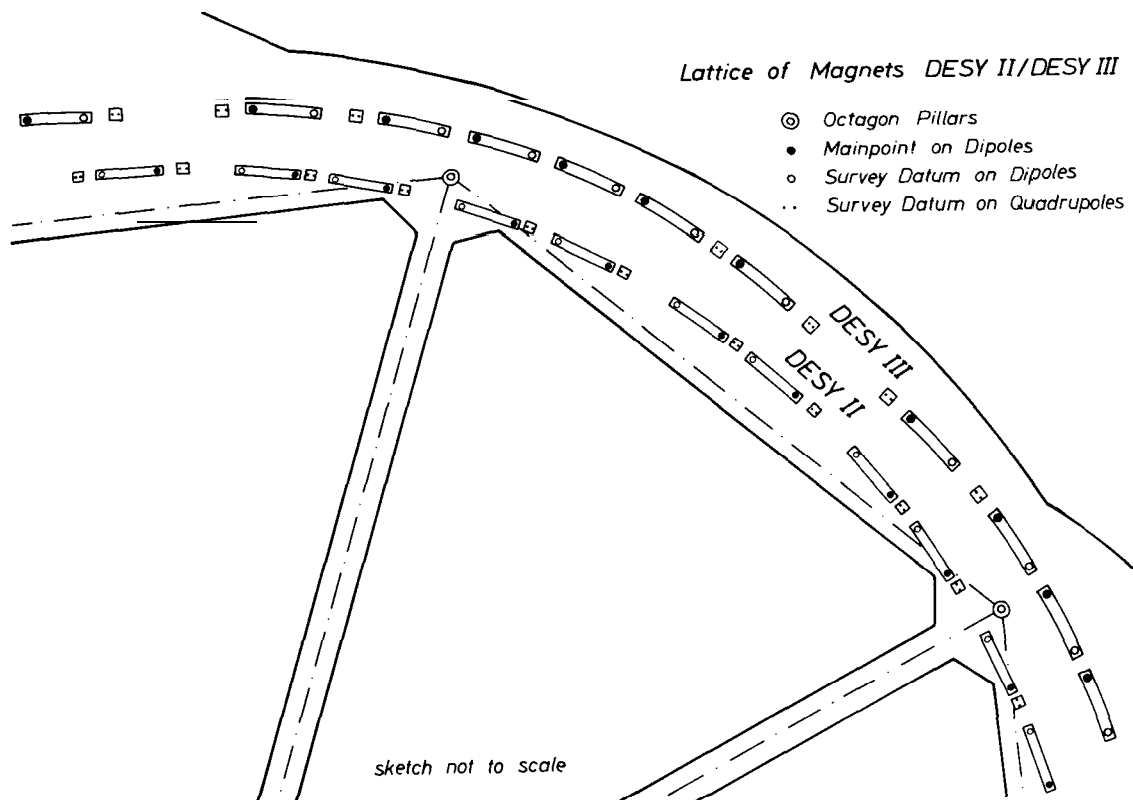 Lattice of Magnets DESY II/DESY III
Octagon Pillars
Mainpoint on Dipoles
Survey Datum on Dipoles
Survey Datum on Quadrupoles
DESY III
DESY II
sketch not to scale